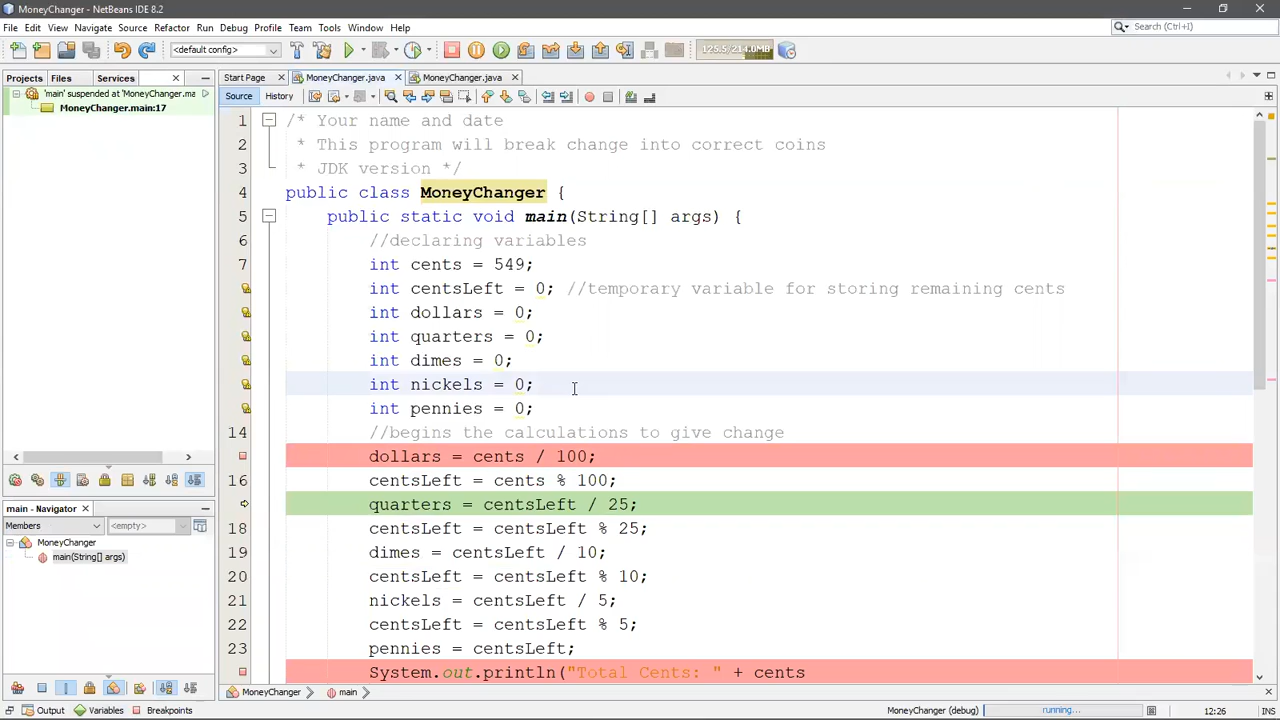 MoneyChanger - NetBeans IDE 8.2
File Edit View Navigate Source Refactor Run Debug Profile Team Tools Window Help
Search (Ctrl+I)
<default config>
125.5/214.0MB
Projects Files Services
Start Page MoneyChanger.java MoneyChanger.java
'main' suspended at 'MoneyChanger.ma
MoneyChanger.main:17
Source History
1 /* Your name and date
2 * This program will break change into correct coins
3 * JDK version */
4 public class MoneyChanger {
5 public static void main(String[] args) {
6 //declaring variables
7 int cents = 549;
int centsLeft = 0; //temporary variable for storing remaining cents
int dollars = 0;
int quarters = 0;
int dimes = 0;
int nickels = 0;
int pennies = 0;
14 //begins the calculations to give change
dollars = cents / 100;
16 centsLeft = cents % 100;
quarters = centsLeft / 25;
18 centsLeft = centsLeft % 25;
19 dimes = centsLeft / 10;
20 centsLeft = centsLeft % 10;
21 nickels = centsLeft / 5;
22 centsLeft = centsLeft % 5;
23 pennies = centsLeft;
System.out.println("Total Cents: " + cents
main - Navigator
Members <empty>
MoneyChanger
main(String[] args)
MoneyChanger main
Output Variables Breakpoints
MoneyChanger (debug) running... 12:26 INS